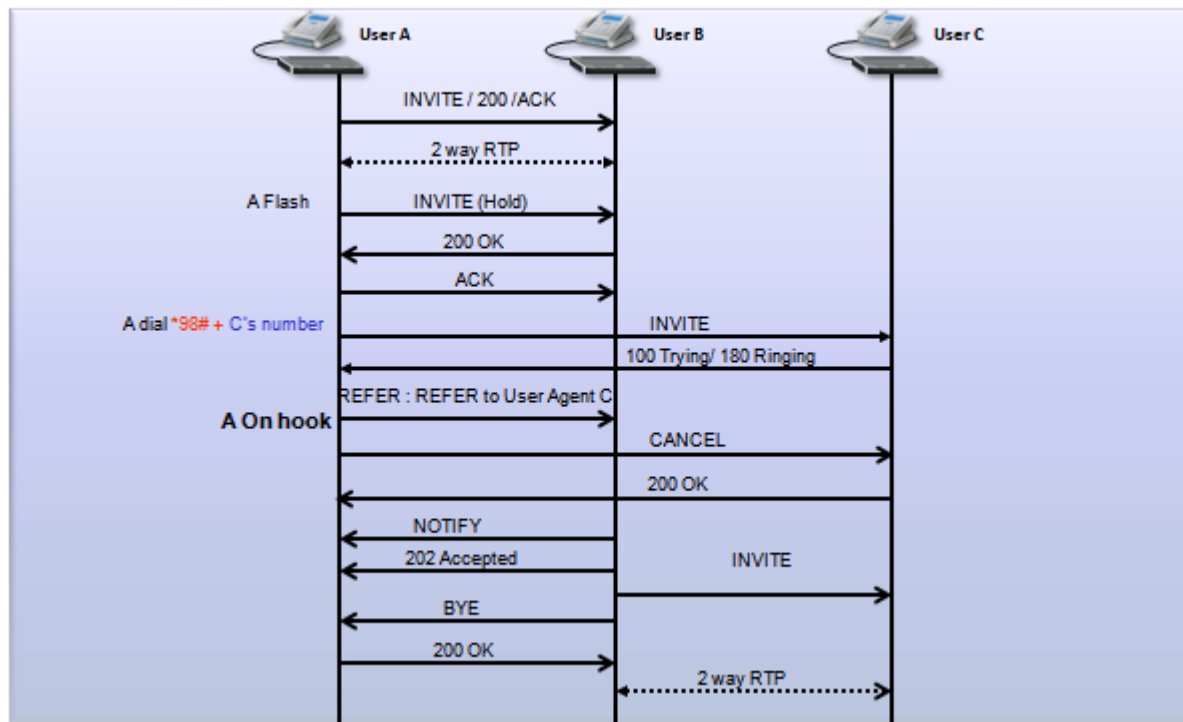 User A
User B
User C
INVITE / 200 /ACK
2 way RTP
A Flash
INVITE (Hold)
200 OK
ACK
A dial *98# + C's number
INVITE
100 Trying/ 180 Ringing
REFER : REFER to User Agent C
A On hook
CANCEL
200 OK
NOTIFY
202 Accepted
INVITE
BYE
200 OK
2 way RTP